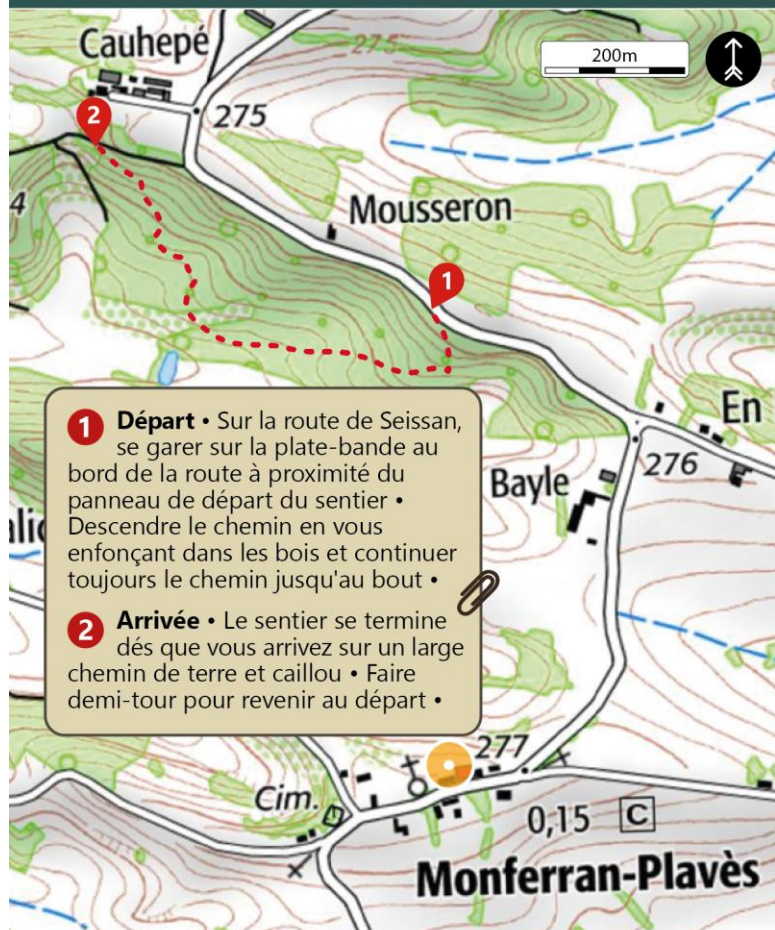 Cauhepé
275
200m
2
275
4
Mousseron
1
1 Départ • Sur la route de Seissan,
se garer sur la plate-bande au
bord de la route à proximité du
panneau de départ du sentier •
Descendre le chemin en vous
enfonçant dans les bois et continuer
toujours le chemin jusqu'au bout •
2 Arrivée • Le sentier se termine
dés que vous arrivez sur un large
chemin de terre et caillou • Faire
demi-tour pour revenir au départ •
En
276
Bayle
277
Cim.
0,15 C
Monferran-Plavès